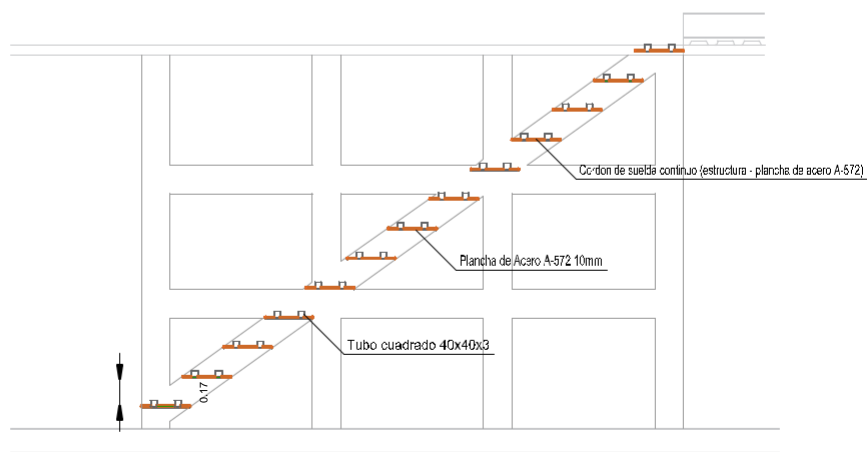 Cordon de suelda continuo (estructura - plancha de acero A-572)
Plancha de Acero A-572 10mm
Tubo cuadrado 40x40x3
0.17